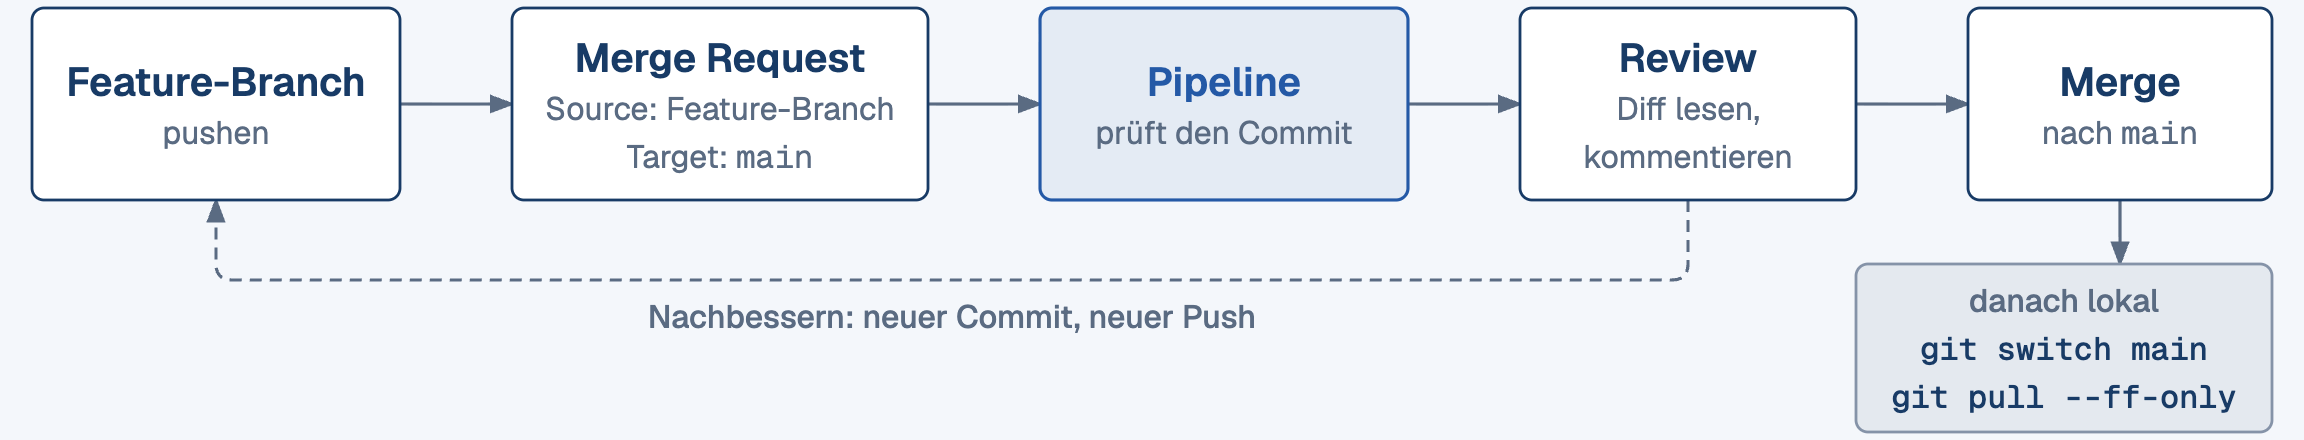 Feature-Branch
pushen
Merge Request
Source: Feature-Branch
Target: main
Pipeline
prüft den Commit
Review
Diff lesen,
kommentieren
Merge
nach main
Nachbessern: neuer Commit, neuer Push
danach lokal
git switch main
git pull --ff-only